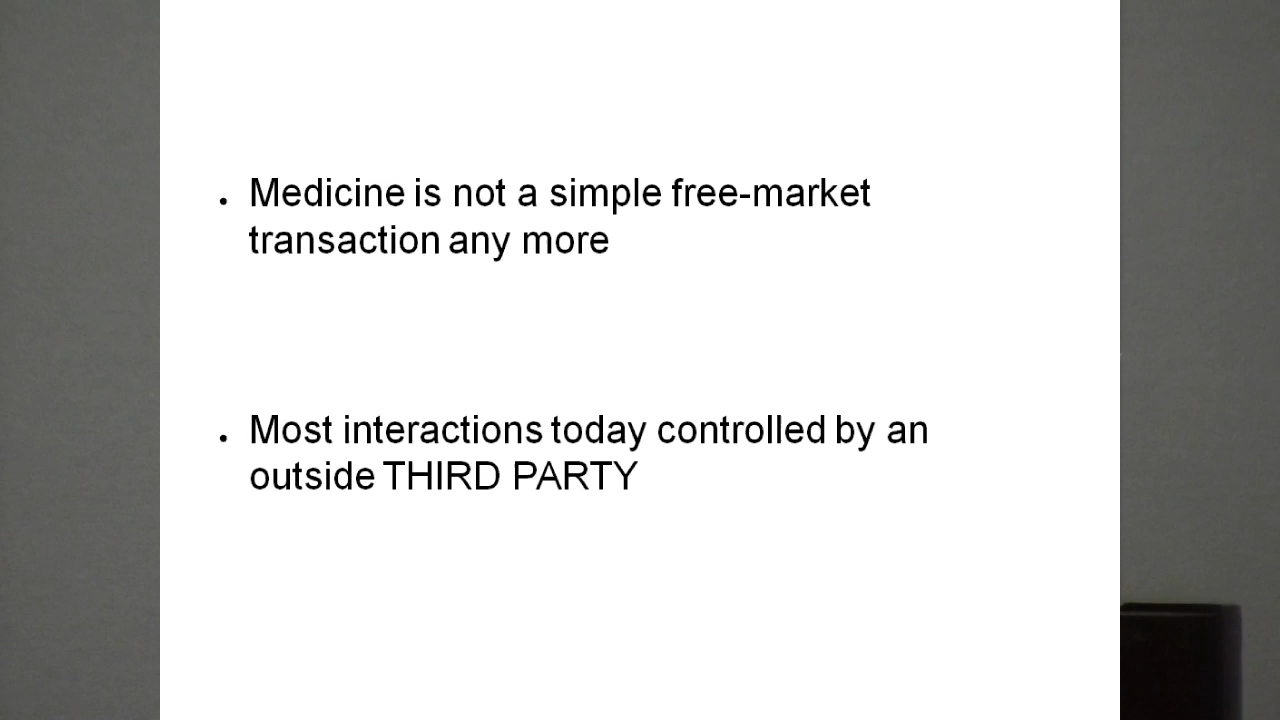 • Medicine is not a simple free-market
transaction any more
• Most interactions today controlled by an
outside THIRD PARTY